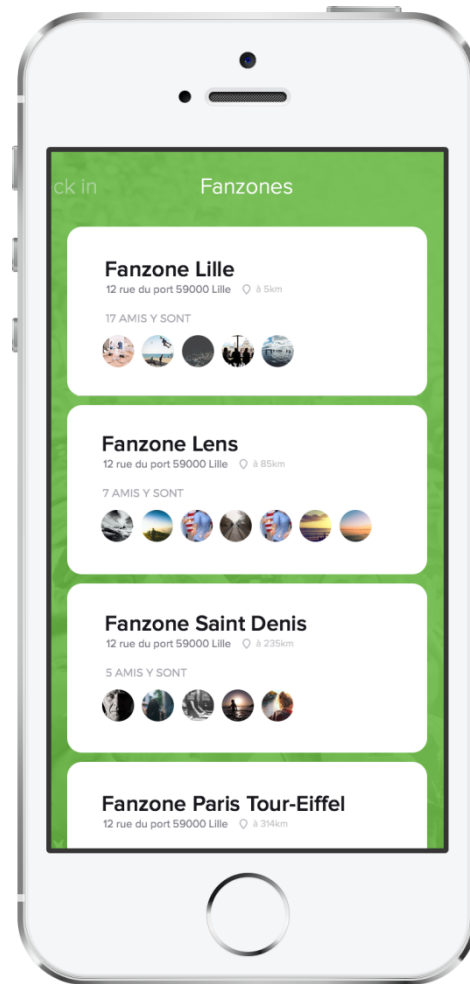 ck in
Fanzones
Fanzone Lille
12 rue du port 59000 Lille à 5km
17 AMIS Y SONT
Fanzone Lens
12 rue du port 59000 Lille à 85km
7 AMIS Y SONT
Fanzone Saint Denis
12 rue du port 59000 Lille à 235km
5 AMIS Y SONT
Fanzone Paris Tour-Eiffel
12 rue du port 59000 Lille à 314km